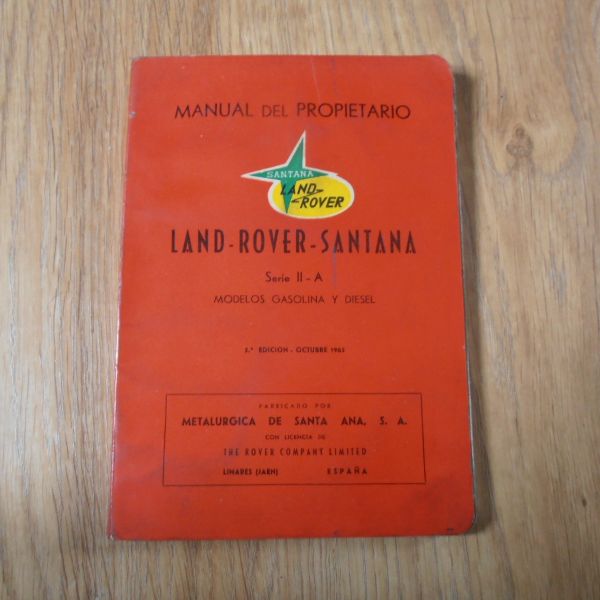 MANUAL DEL PROPIETARIO
SANTANA
LAND-
ROVER
LAND-ROVER-SANTANA
Serie II-A
MODELOS GASOLINA Y DIESEL
EDICION - OCTUBRE
FABRICADO POR
METALURGICA DE SANTA ANA, S. A.
CON LICENCIA DE
THE ROVER COMPANY LIMITED
LINARES (JAEN) ESPAÑA